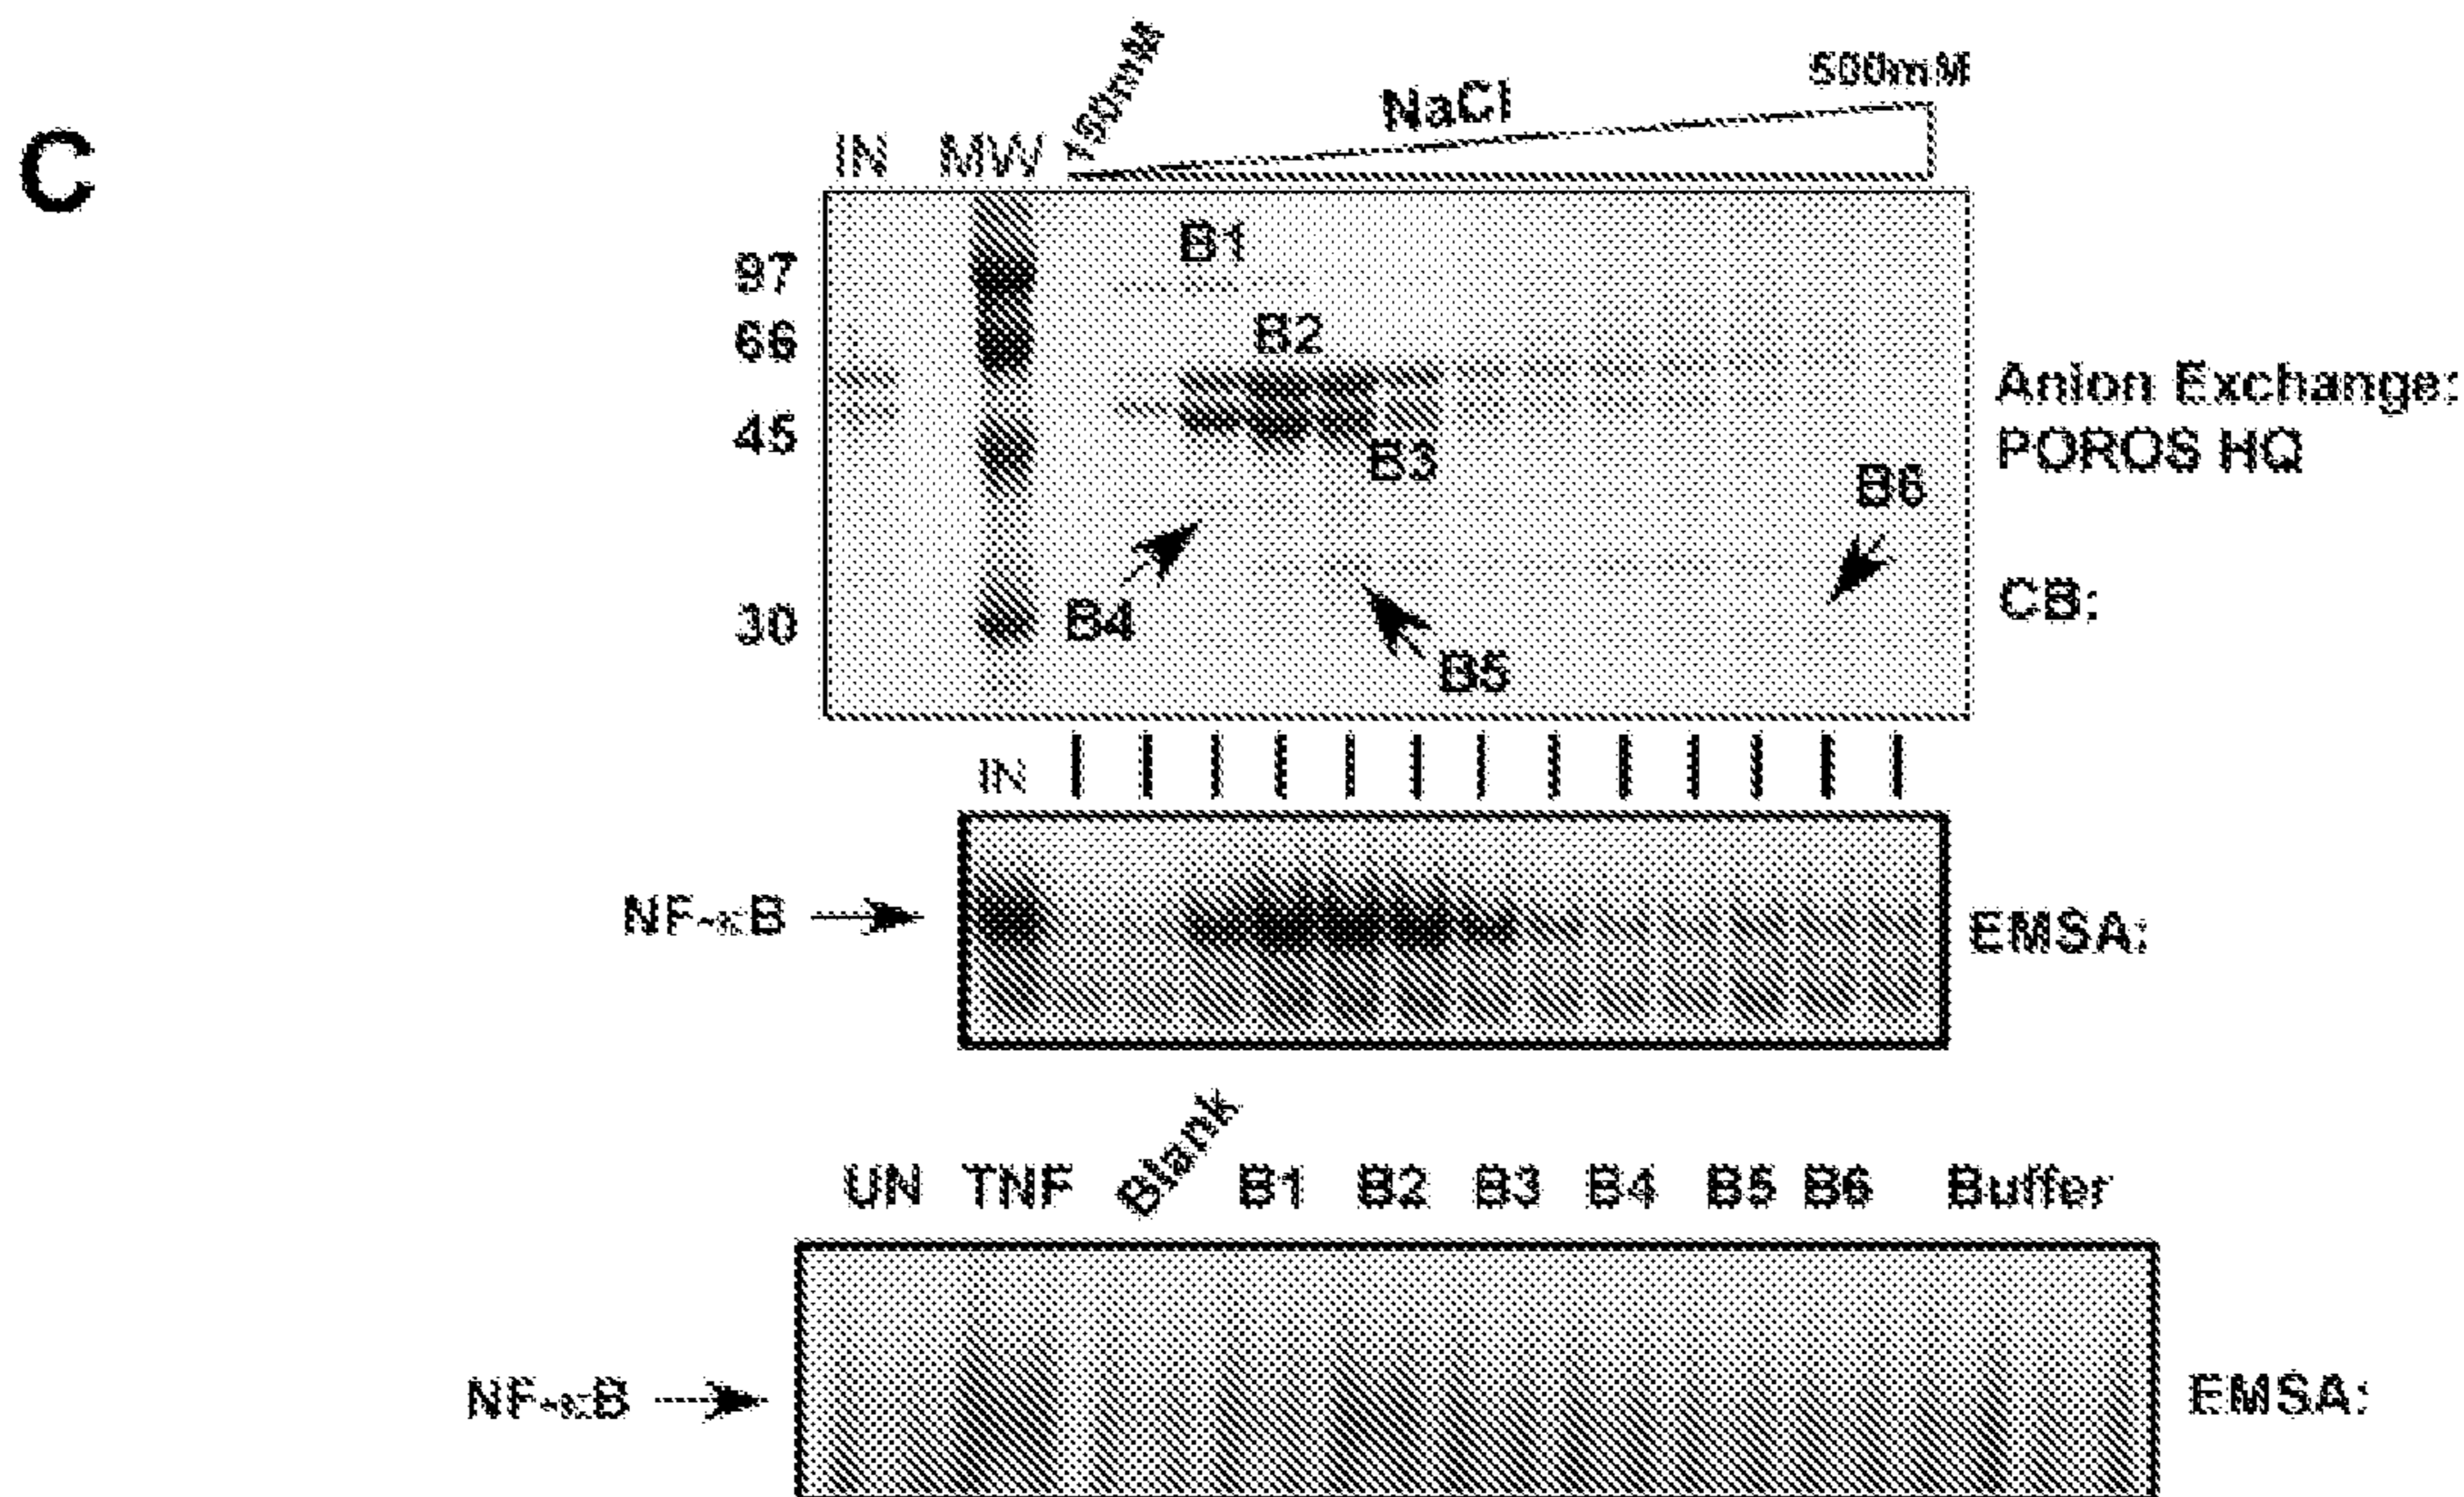 C
150mM
NaCl
500mM
IN
MW
97
66
45
30
B1
B2
B3
B4
B5
B6
Anion Exchange:
POROS HQ
CB:
IN
NF-κB
EMSA:
UN TNF Blank B1 B2 B3 B4 B5 B6 Buffer
NF-κB
EMSA: